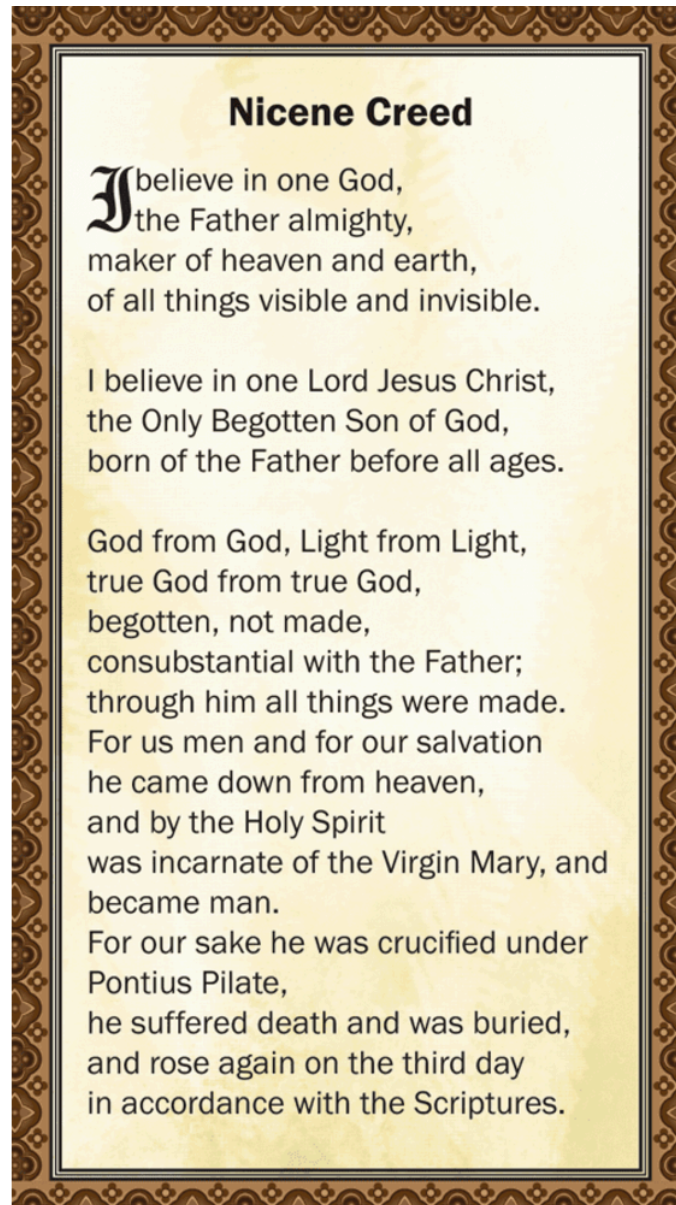 Nicene Creed
I believe in one God,
the Father almighty,
maker of heaven and earth,
of all things visible and invisible.
I believe in one Lord Jesus Christ,
the Only Begotten Son of God,
born of the Father before all ages.
God from God, Light from Light,
true God from true God,
begotten, not made,
consubstantial with the Father;
through him all things were made.
For us men and for our salvation
he came down from heaven,
and by the Holy Spirit
was incarnate of the Virgin Mary, and
became man.
For our sake he was crucified under
Pontius Pilate,
he suffered death and was buried,
and rose again on the third day
in accordance with the Scriptures.